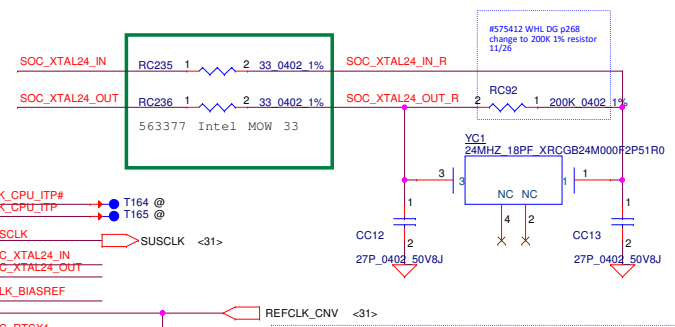 #575412 WHL DG p268
change to 200K 1% resistor
11/26
SOC_XTAL24_IN
RC235 1 2 33_0402_1%
SOC_XTAL24_IN_R
RC92
SOC_XTAL24_OUT
RC236 1 2 33_0402_1%
SOC_XTAL24_OUT_R
2 1 200K_0402_1%
563377 Intel MOW 33
YC1
24MHZ_18PF_XRCGB24M000F2P51R0
3 3 1 1
NC NC
4 2
K_CPU_ITP#
T164 @
K_CPU_ITP
T165 @
1 1
SCLK
SUSCLK <31>
CC12 CC13
2 2
C_XTAL24_IN
C_XTAL24_OUT
27P_0402_50V8J 27P_0402_50V8J
LK_BIASREF
REFCLK_CNV <31>